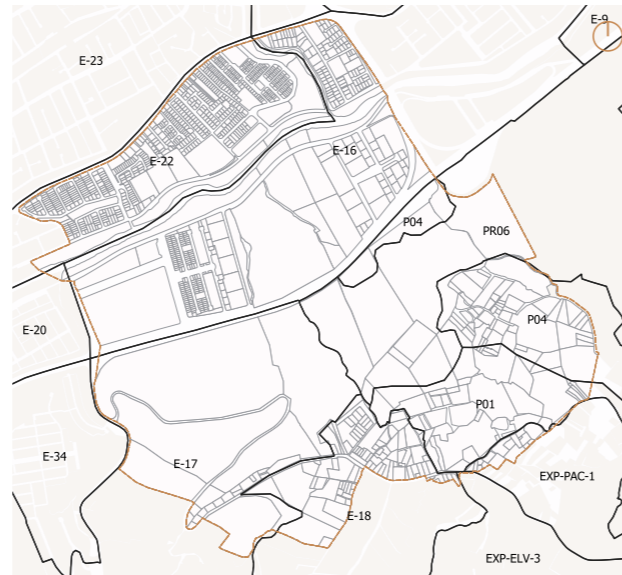 E-9
E-23
E-22
E-16
P04
PR06
P04
E-20
P01
E-34
E-17
EXP-PAC-1
E-18
EXP-ELV-3